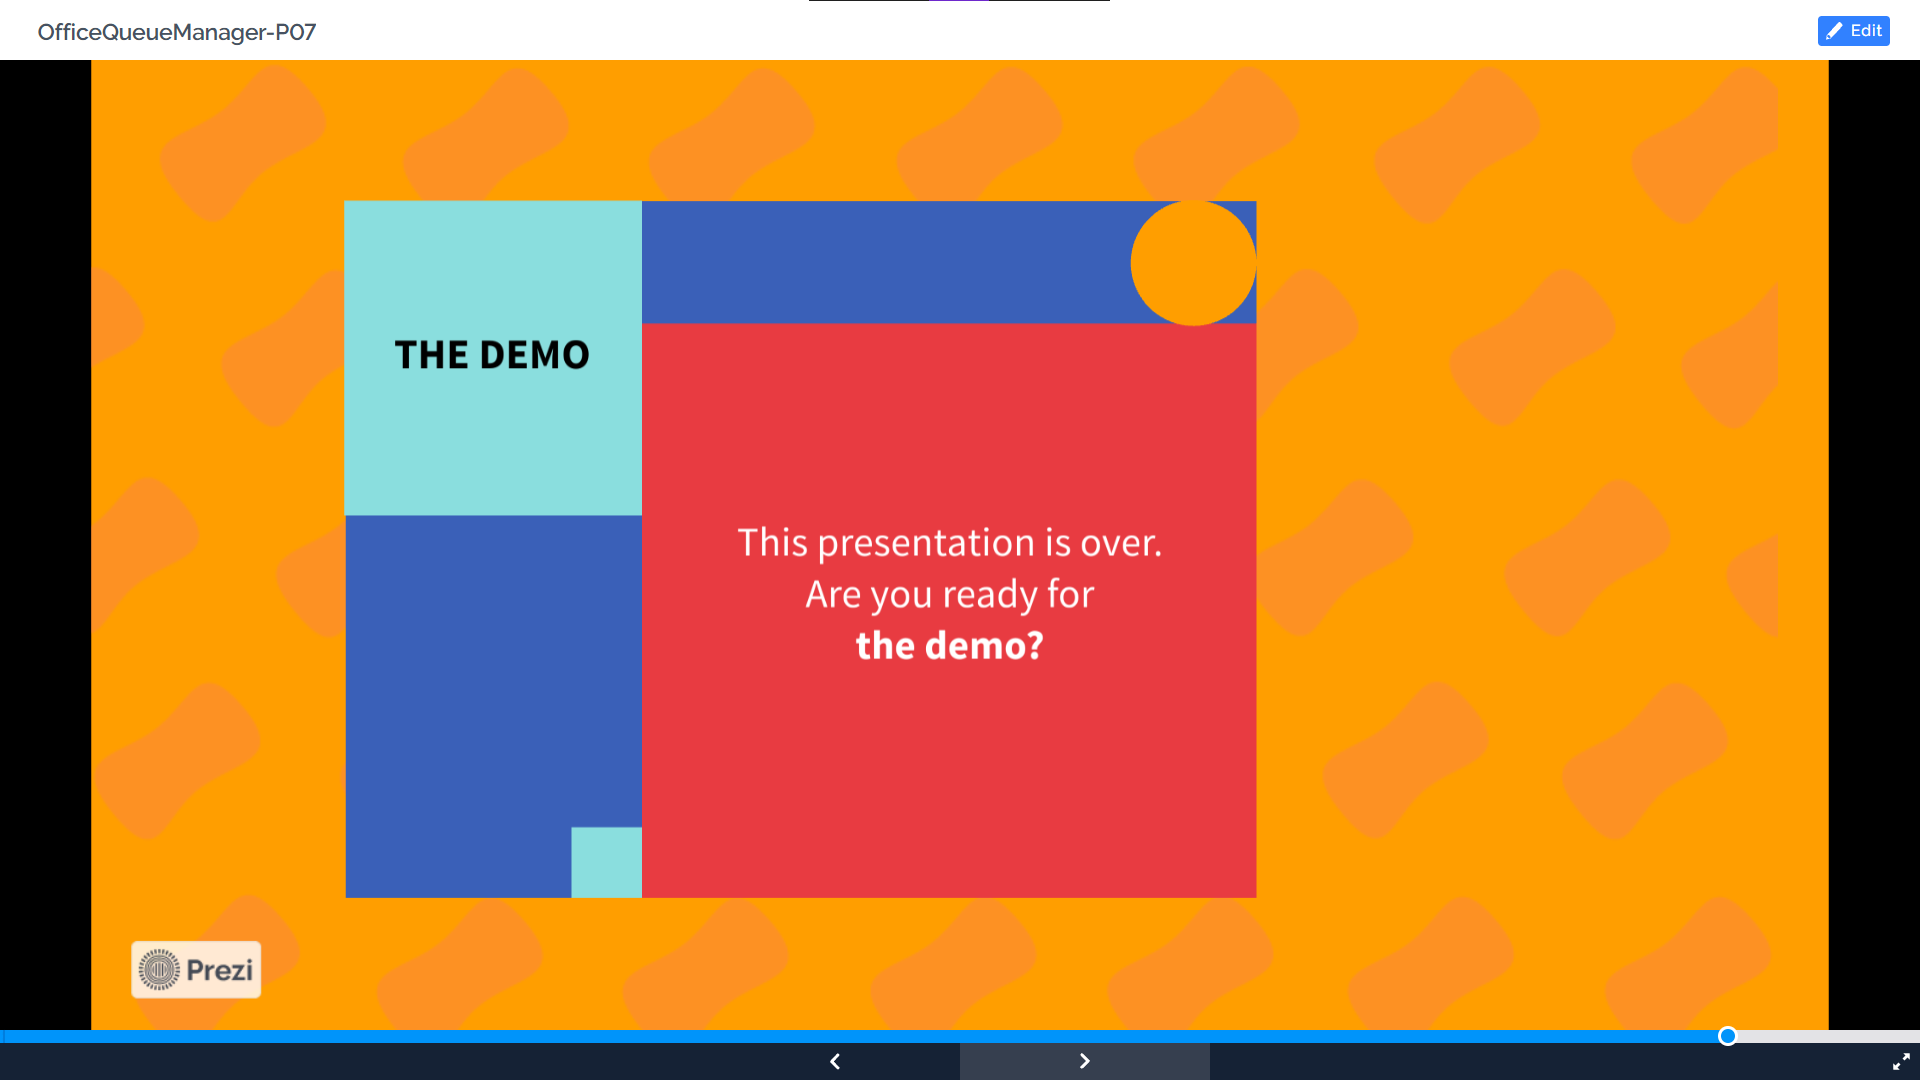 OfficeQueueManager-P07
Edit
THE DEMO
This presentation is over.
Are you ready for
the demo?
Prezi